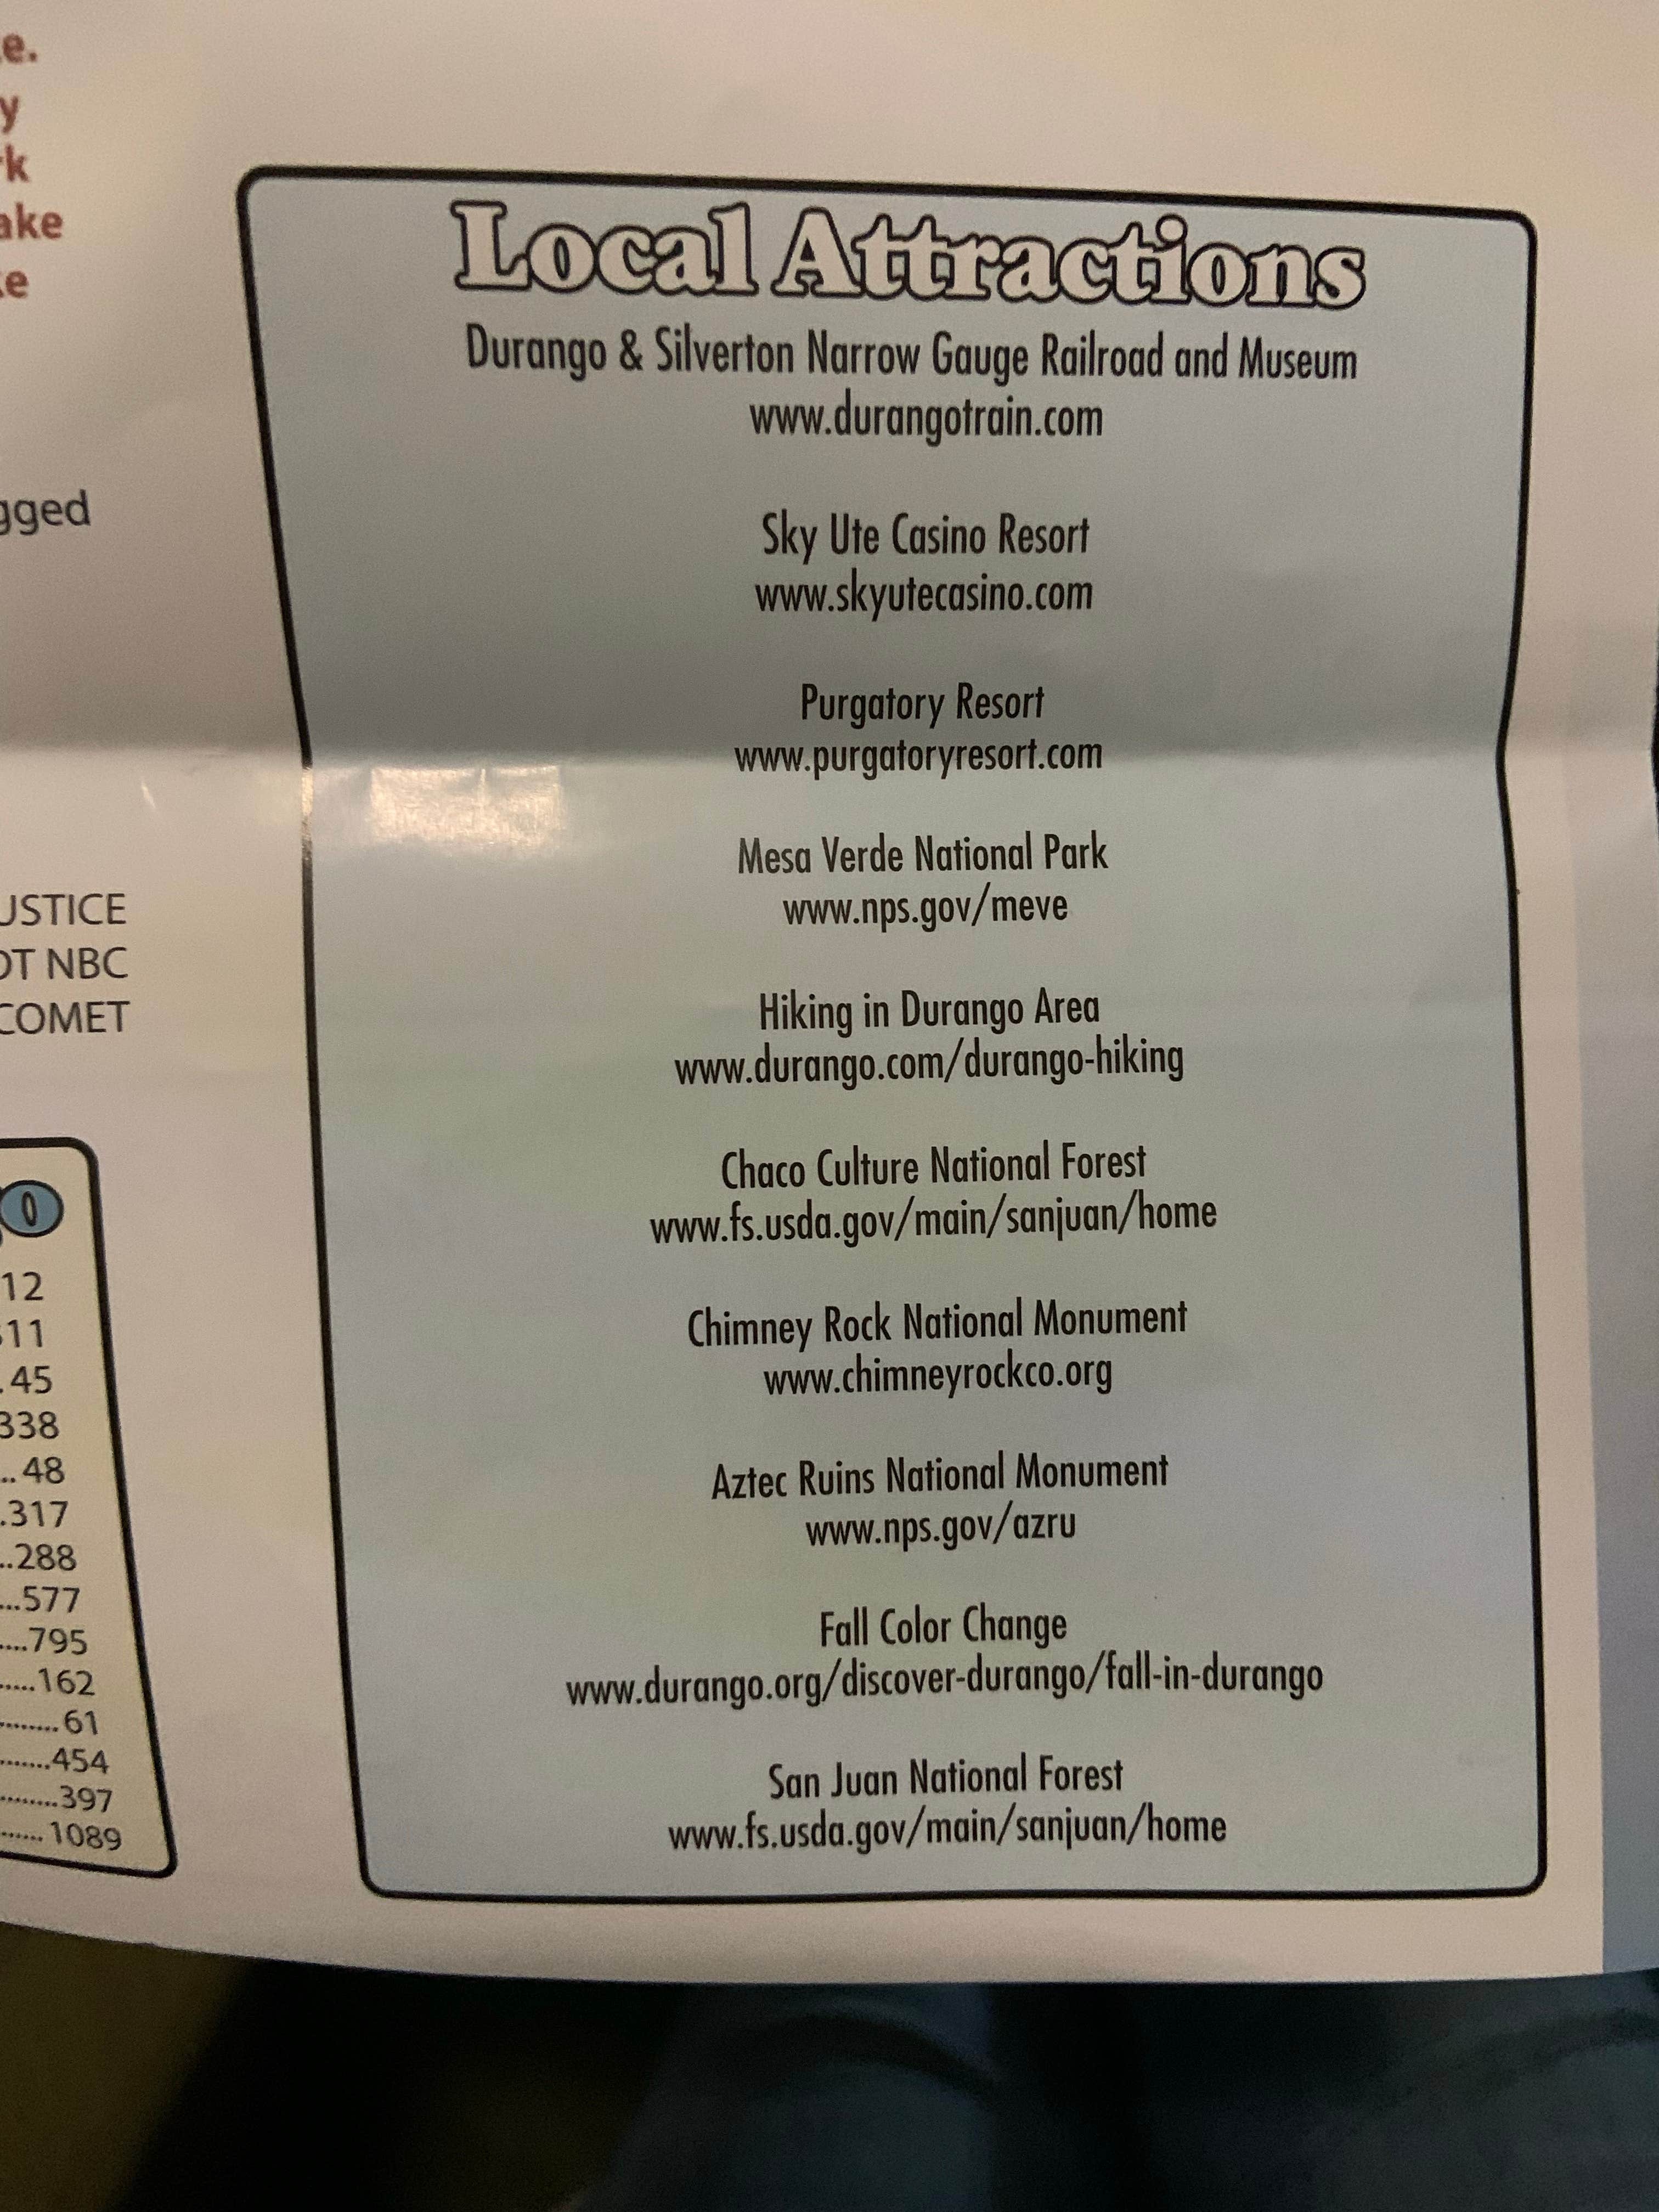 e.
y
rk
ake
ke
gged
USTICE
OT NBC
COMET
0
12
311
.45
338
..48
.317
..288
...577
....795
.....162
........61
.......454
........397
......1089
Local Attractions
Durango & Silverton Narrow Gauge Railroad and Museum
www.durangotrain.com
Sky Ute Casino Resort
www.skyutecasino.com
Purgatory Resort
www.purgatoryresort.com
Mesa Verde National Park
www.nps.gov/meve
Hiking in Durango Area
www.durango.com/durango-hiking
Chaco Culture National Forest
www.fs.usda.gov/main/sanjuan/home
Chimney Rock National Monument
www.chimneyrockco.org
Aztec Ruins National Monument
www.nps.gov/azru
Fall Color Change
www.durango.org/discover-durango/fall-in-durango
San Juan National Forest
www.fs.usda.gov/main/sanjuan/home